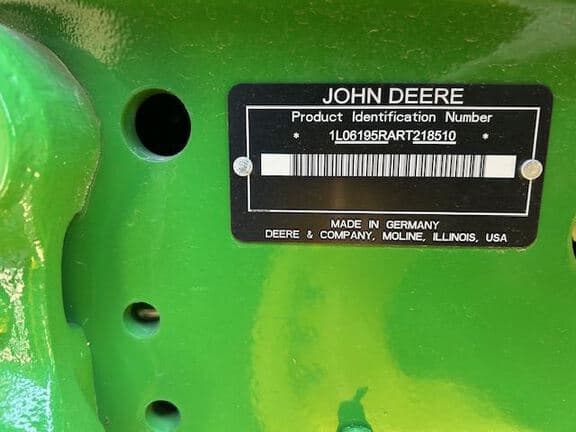 JOHN DEERE
Product Identification Number
* 1L06195RART218510 *
MADE IN GERMANY
DEERE & COMPANY, MOLINE, ILLINOIS, USA